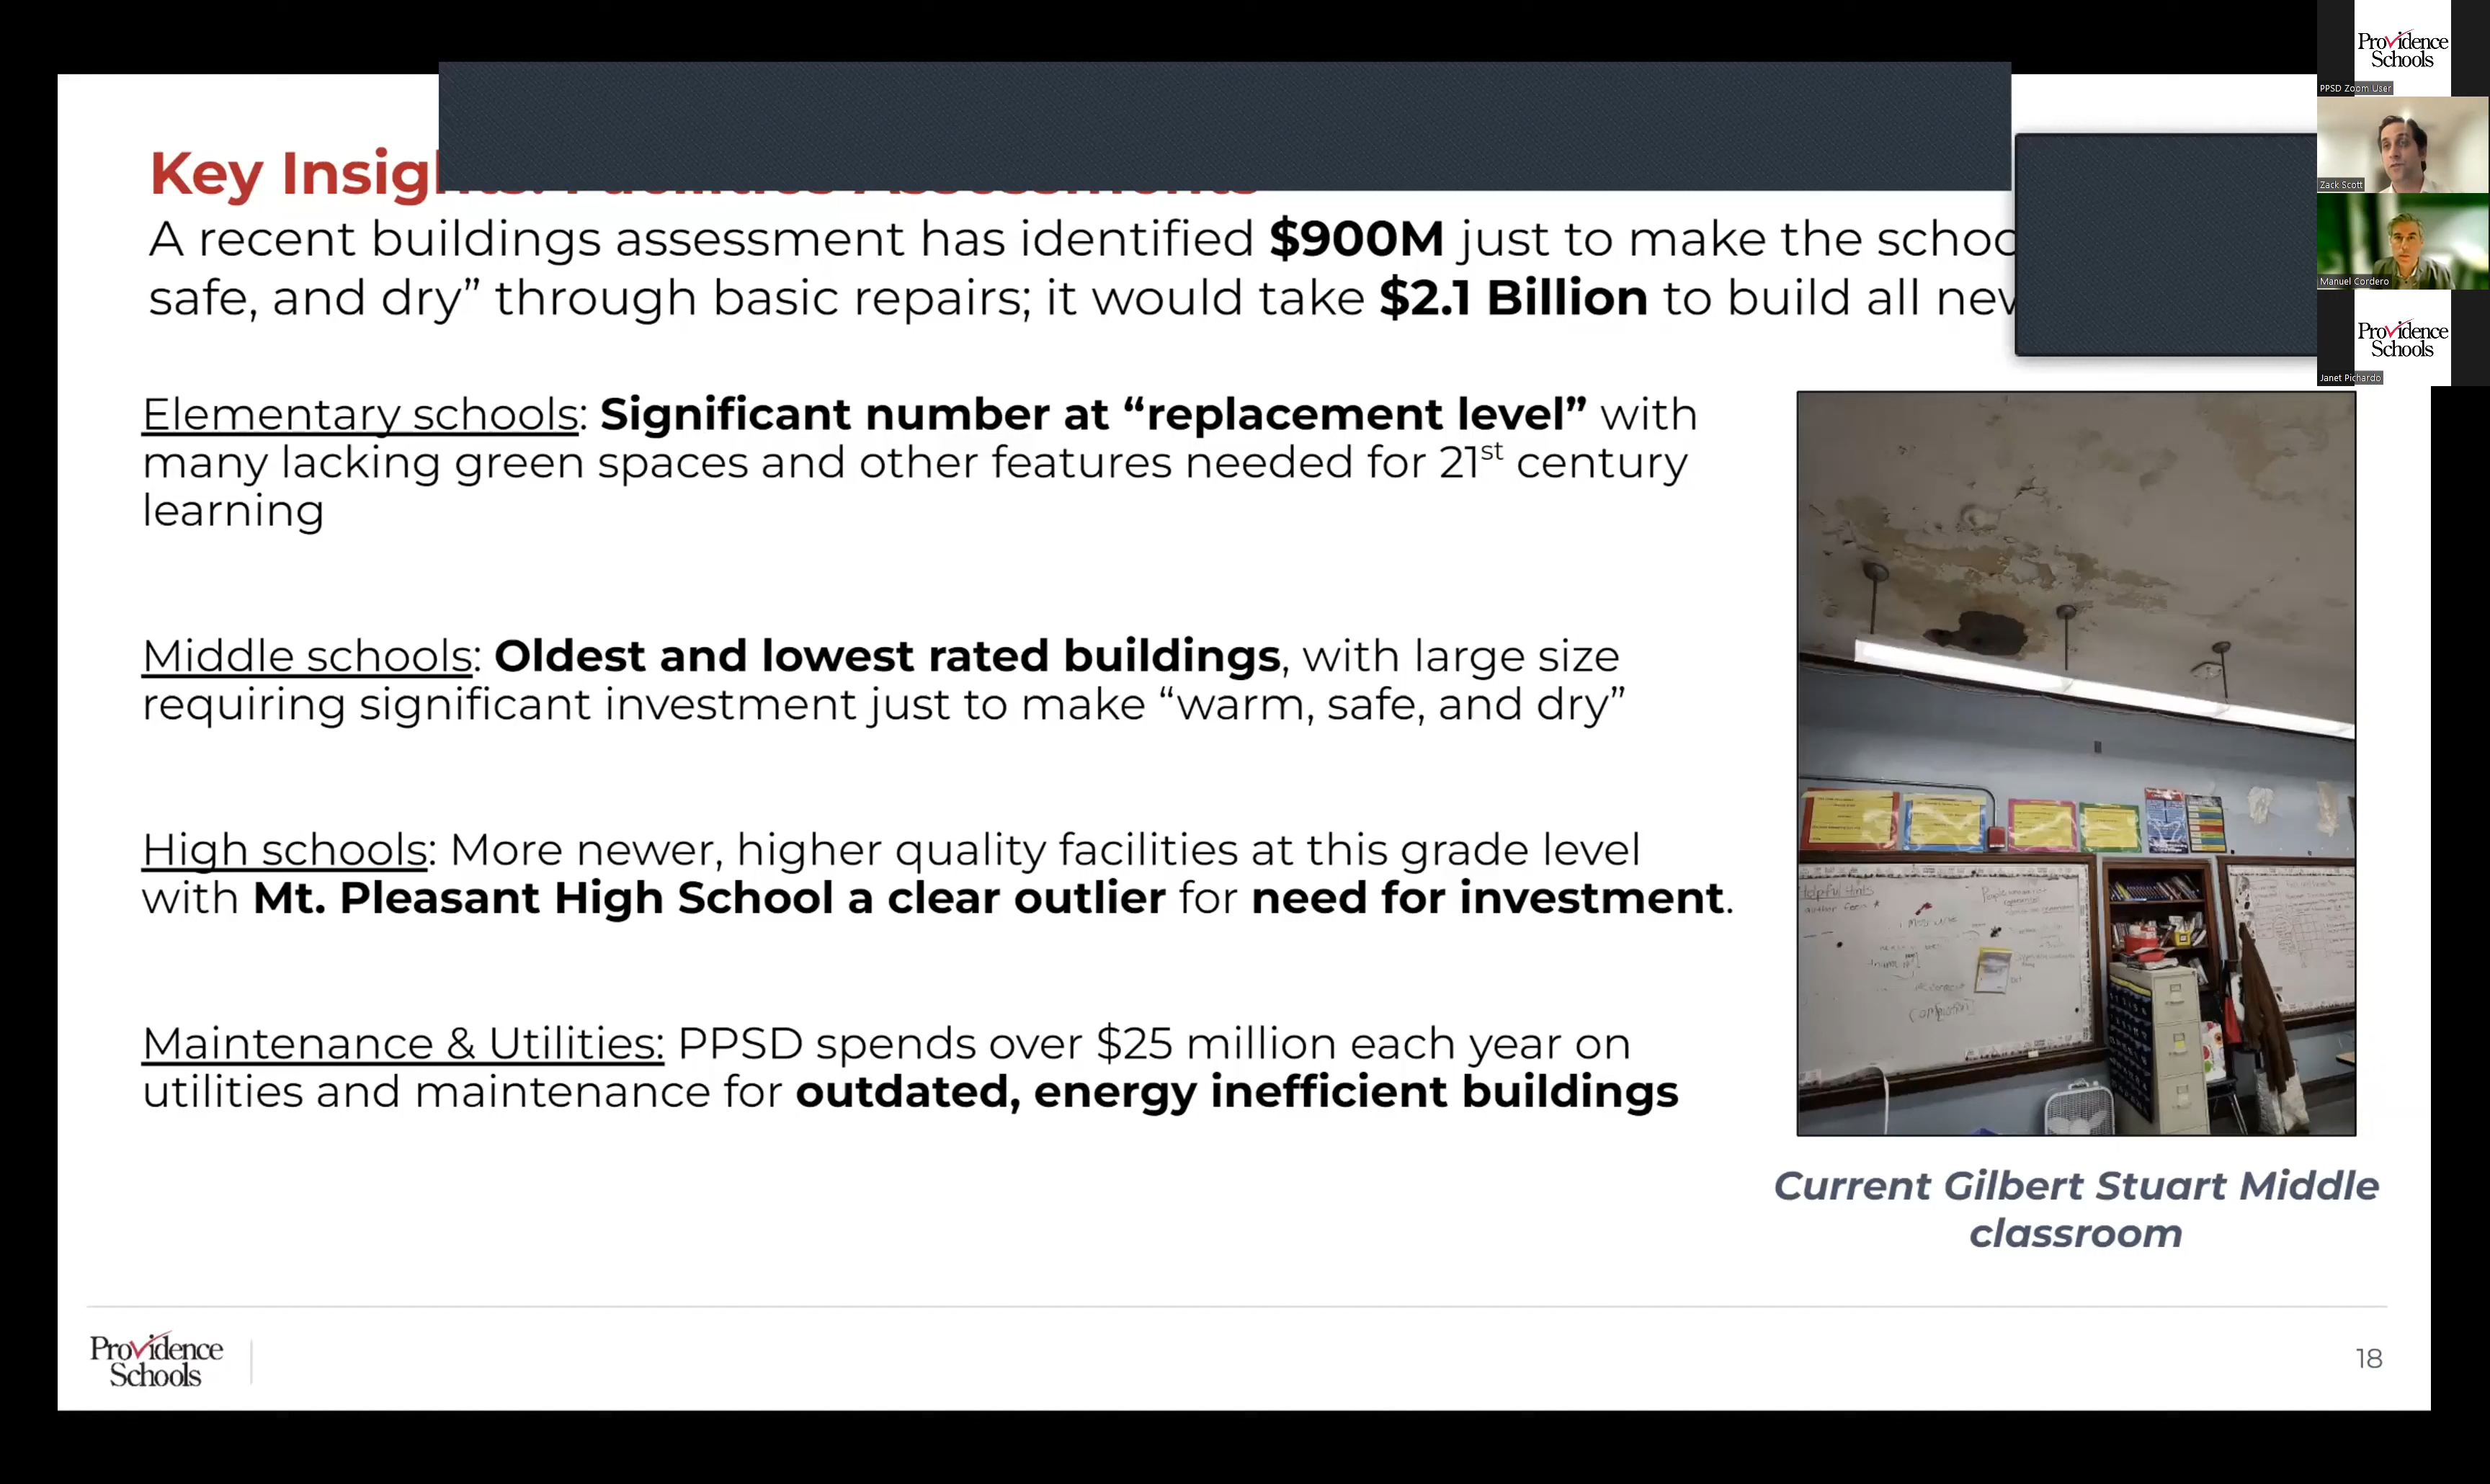 Key Insights: Facilities Assessments
A recent buildings assessment has identified $900M just to make the
safe, and dry” through basic repairs; it would take $2.1 Billion to build all
Elementary schools: Significant number at “replacement level” with
many lacking green spaces and other features needed for 21st century
learning
Middle schools: Oldest and lowest rated buildings, with large size
requiring significant investment just to make “warm, safe, and dry”
High schools: More newer, higher quality facilities at this grade level
with Mt. Pleasant High School a clear outlier for need for investment.
Maintenance & Utilities: PPSD spends over $25 million each year on
utilities and maintenance for outdated, energy inefficient buildings
Helpful Hints
Current Gilbert Stuart Middle
classroom
Providence
Schools
18
Providence
Schools
PPSD Zoom User
Zack Scott
Manuel Cordero
Providence
Schools
Janet Pichardo